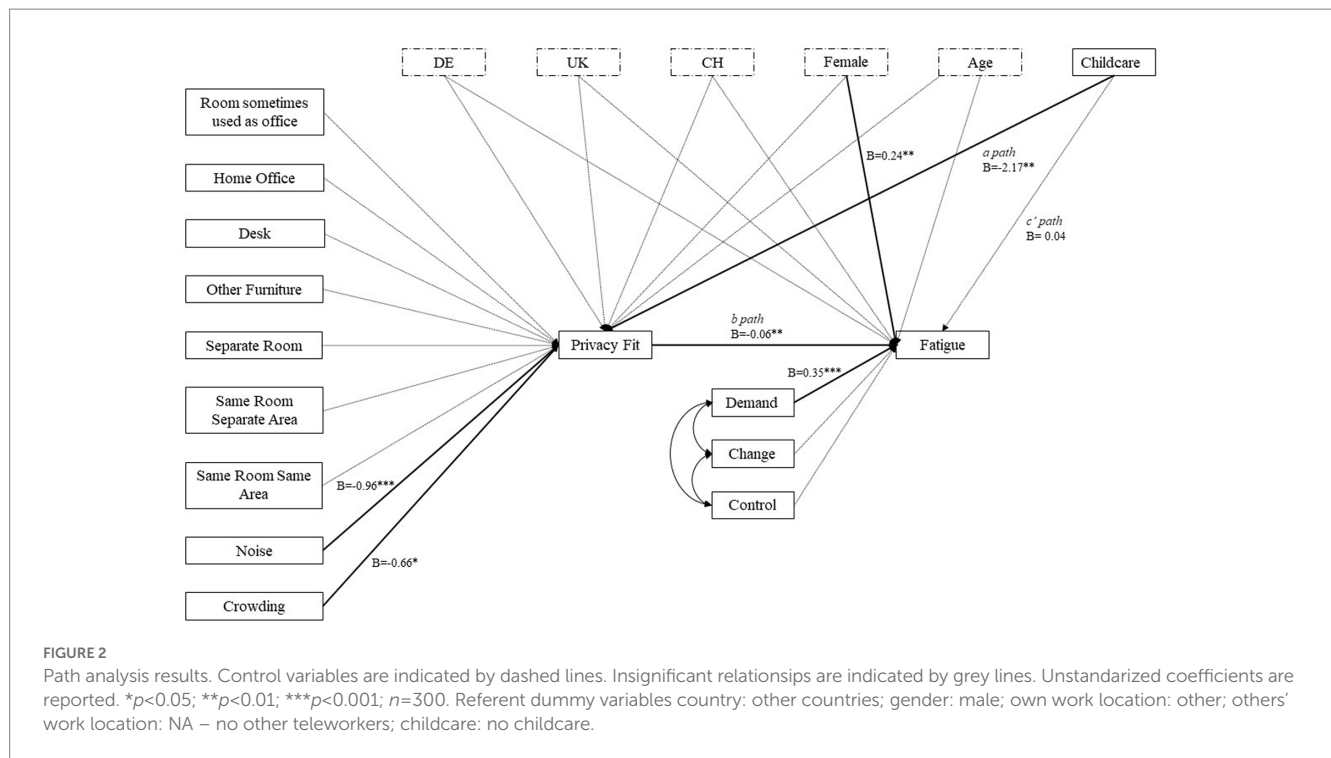 DE
UK
CH
Female
Age
Childcare
Room sometimes
used as office
Home Office
Desk
Other Furniture
Separate Room
Same Room
Separate Area
Same Room Same
Area
Noise
Crowding
B=0.24**
a path
B=-2.17**
c' path
B= 0.04
b path
B=-0.06**
Privacy Fit
Fatigue
B=0.35***
Demand
Change
Control
B=-0.96***
B=-0.66*
FIGURE 2
Path analysis results. Control variables are indicated by dashed lines. Insignificant relationsips are indicated by grey lines. Unstandarized coefficients are
reported. *p<0.05; **p<0.01; ***p<0.001; n=300. Referent dummy variables country: other countries; gender: male; own work location: other; others’
work location: NA – no other teleworkers; childcare: no childcare.